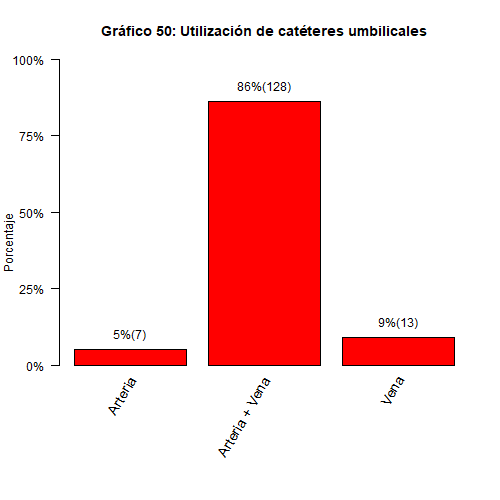 Gráfico 50: Utilización de catéteres umbilicales
100%
75%
50%
25%
0%
Porcentaje
5%(7)
86%(128)
9%(13)
Arteria
Arteria + Vena
Vena